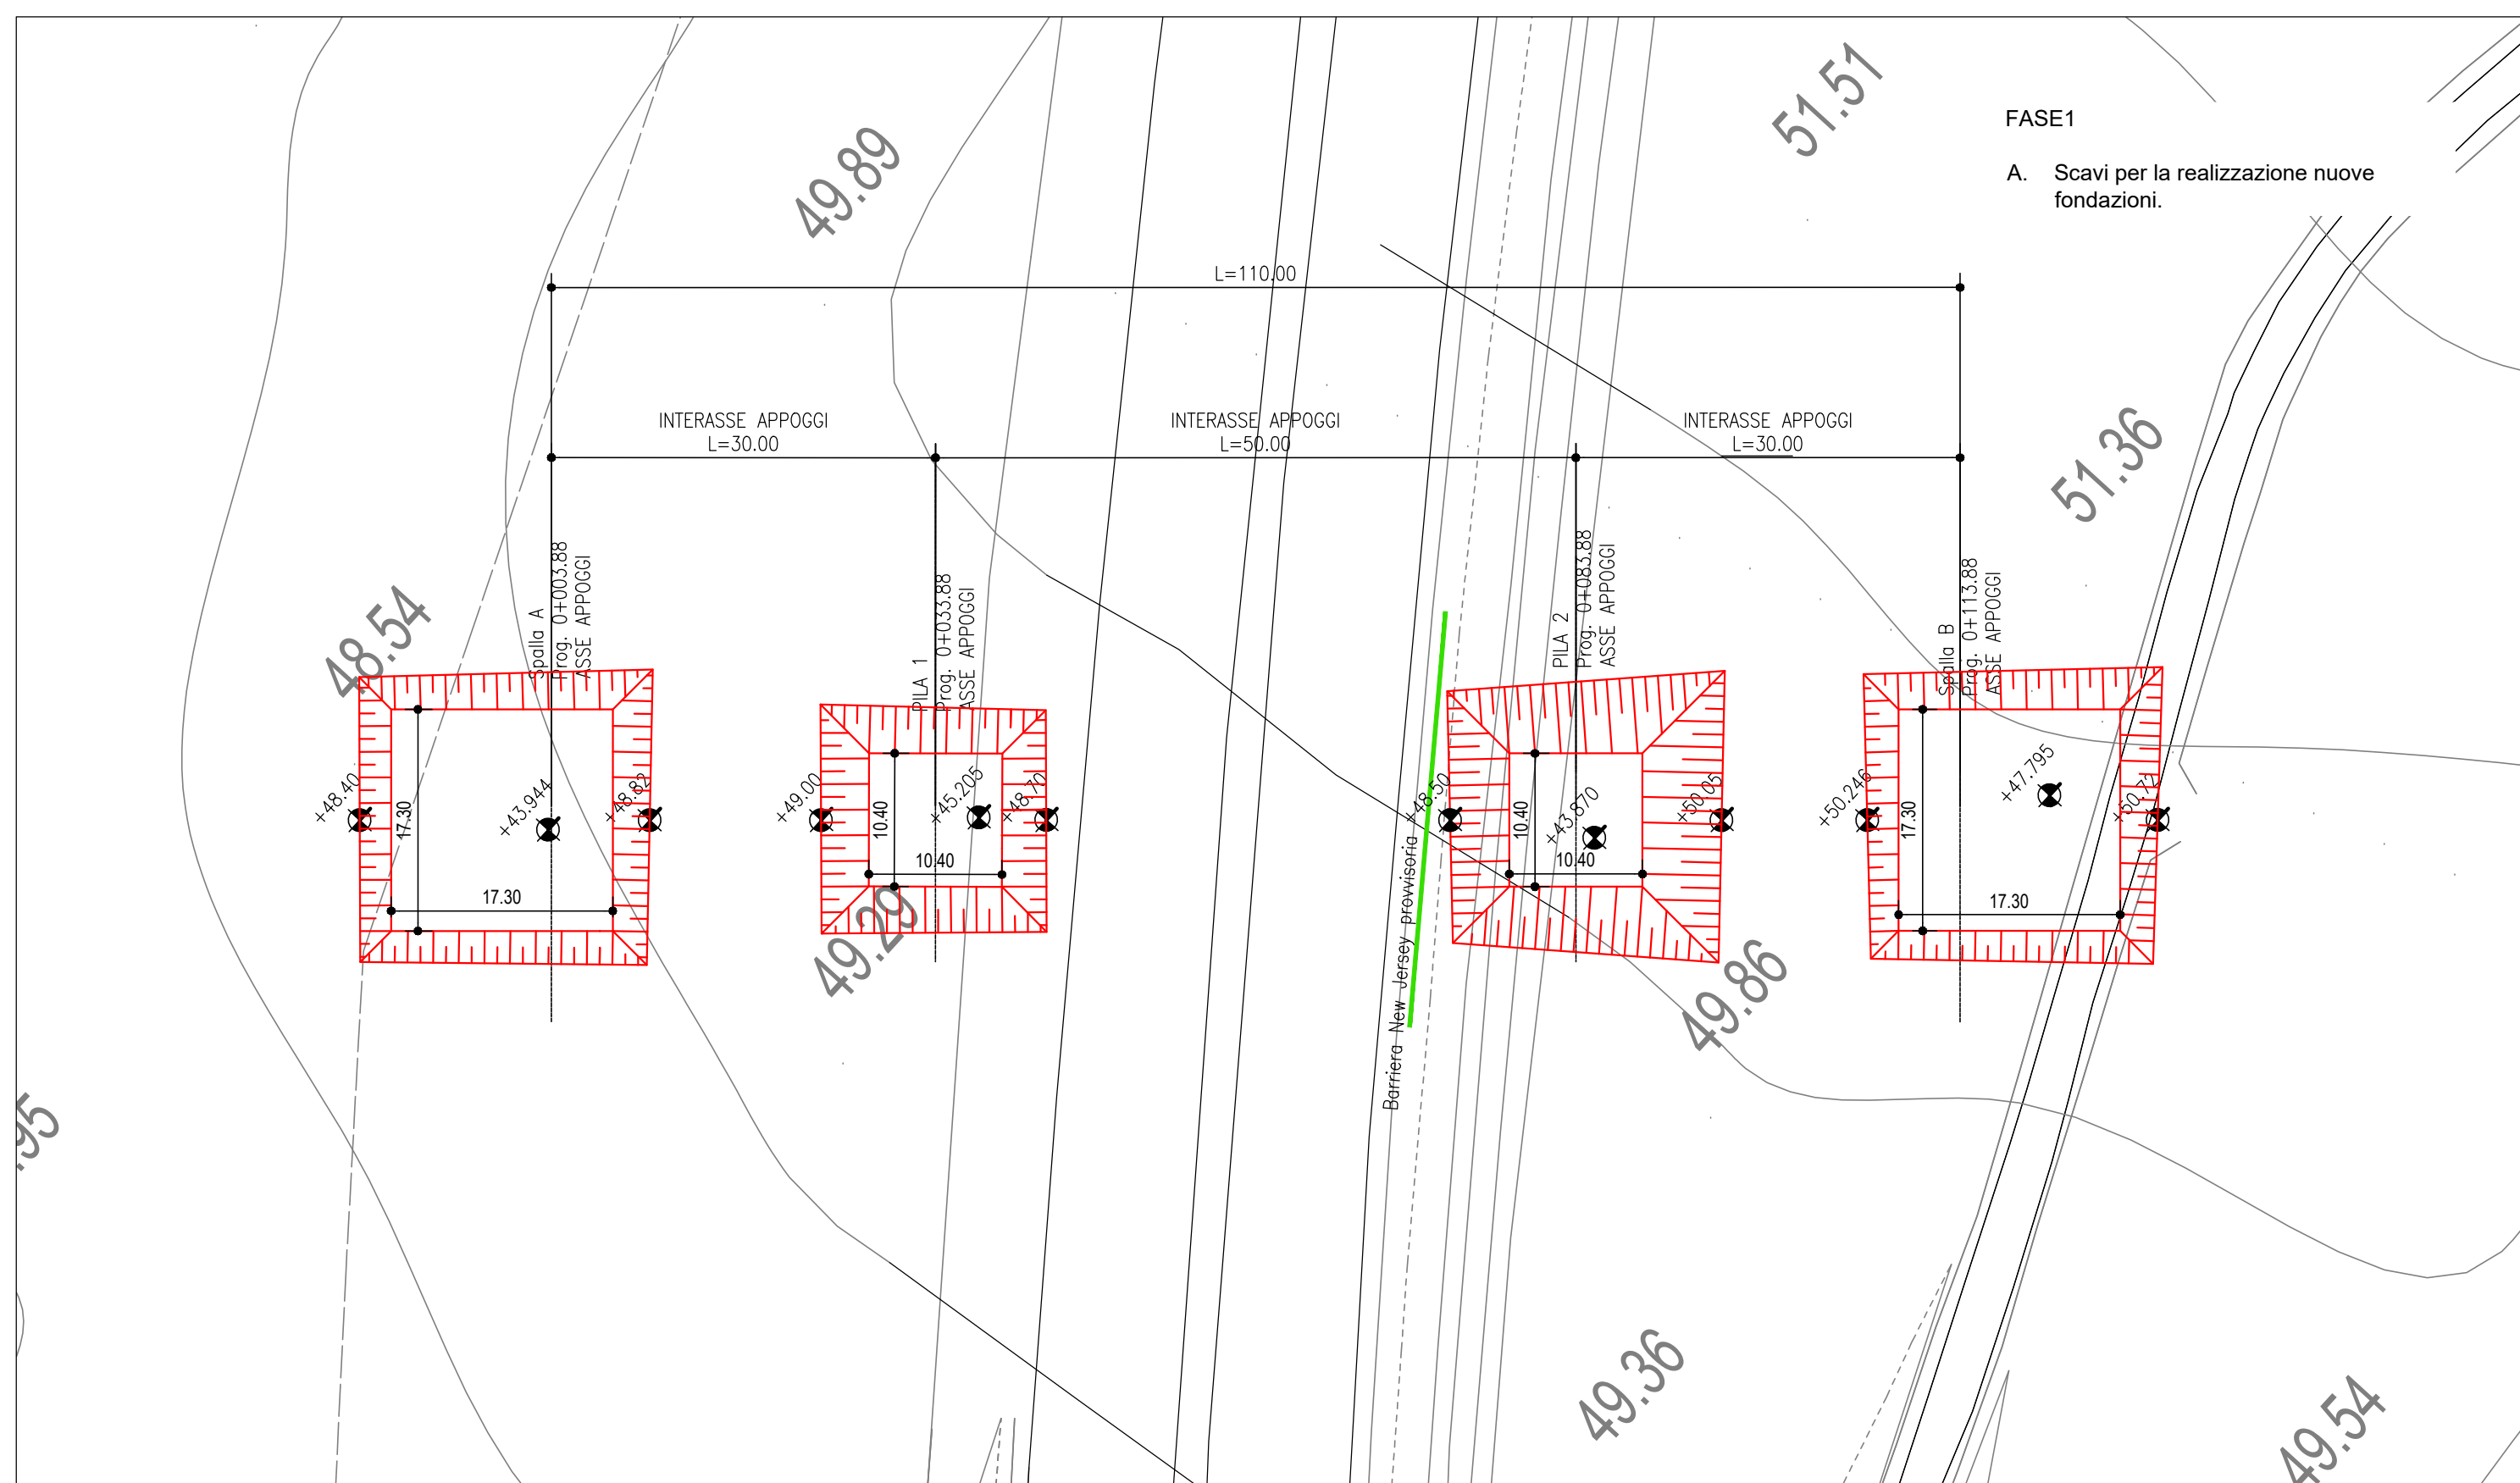 FASE1
A. Scavi per la realizzazione nuove
fondazioni.
51.51
49.89
L=110.00
INTERASSE APPOGGI
L=30.00
INTERASSE APPOGGI
L=50.00
INTERASSE APPOGGI
L=30.00
51.36
48.54
Spalla A
Prog. 0+003.88
ASSE APPOGGI
PILA 1
Prog. 0+033.88
ASSE APPOGGI
PILA 2
Prog. 0+083.88
ASSE APPOGGI
Spalla B
Prog. 0+113.88
ASSE APPOGGI
+48.40
17.30
+43.944
+48.82
17.30
+49.00
10.40
+45.205
+48.70
10.40
Barriera New Jersey provvisoria
+48.50
10.40
+43.870
+50.05
10.40
+50.246
17.30
+47.795
+50.72
17.30
49.29
49.86
.95
49.36
49.54